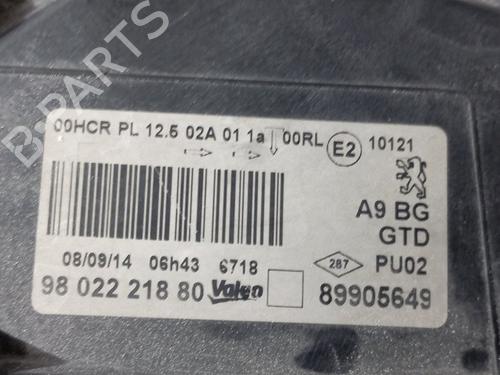 B-PARTS
00HCR PL 12.5 02A 01 1a 00RL E2 10121
A9 BG
GTD
08/09/14 06h43 6718 287 PU02
98 022 218 80 Valeo 89905649